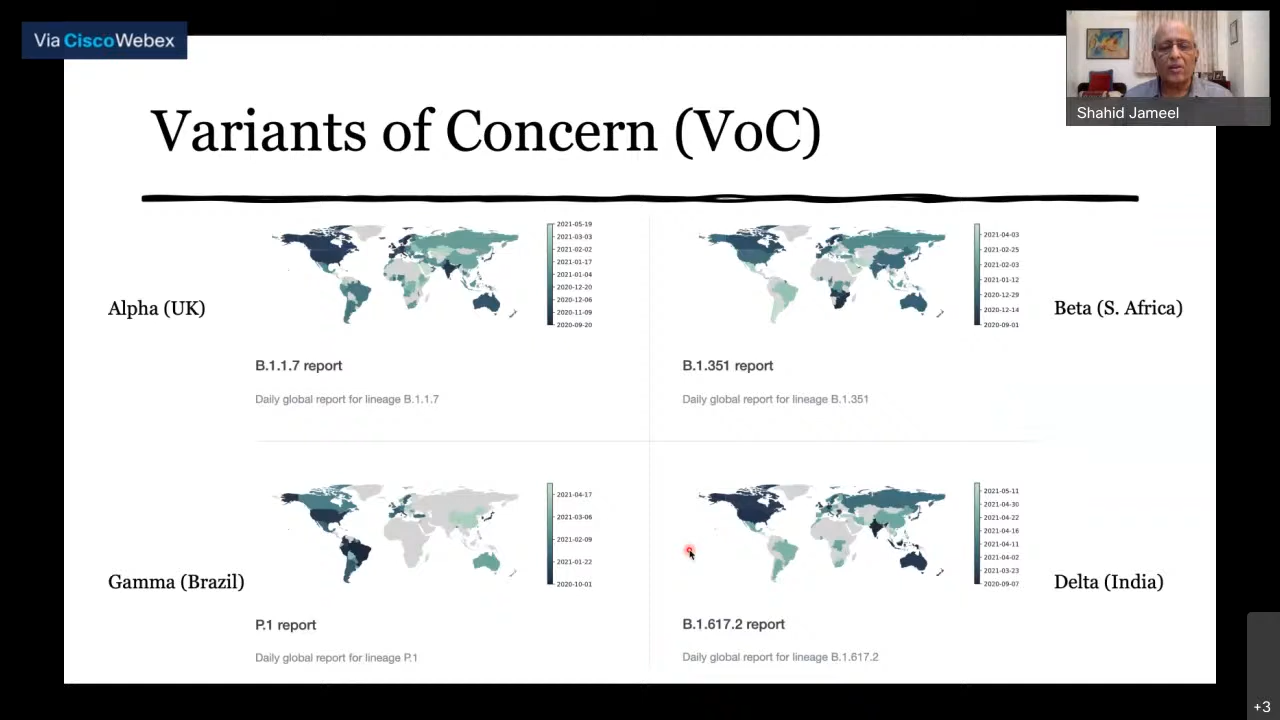 Via CiscoWebex
Shahid Jameel
Variants of Concern (VoC)
Alpha (UK)
2021-05-19
2021-03-03
2021-02-02
2021-01-17
2021-01-04
2020-12-20
2020-12-06
2020-11-09
2020-09-20
B.1.1.7 report
Daily global report for lineage B.1.1.7
2021-04-03
2021-02-25
2021-02-03
2021-01-12
2020-12-29
2020-12-14
2020-09-01
Beta (S. Africa)
B.1.351 report
Daily global report for lineage B.1.351
Gamma (Brazil)
2021-04-17
2021-03-06
2021-02-09
2021-01-22
2020-10-01
P.1 report
Daily global report for lineage P.1
2021-05-11
2021-04-30
2021-04-22
2021-04-16
2021-04-11
2021-04-02
2021-03-23
2020-09-07
Delta (India)
B.1.617.2 report
Daily global report for lineage B.1.617.2
+3